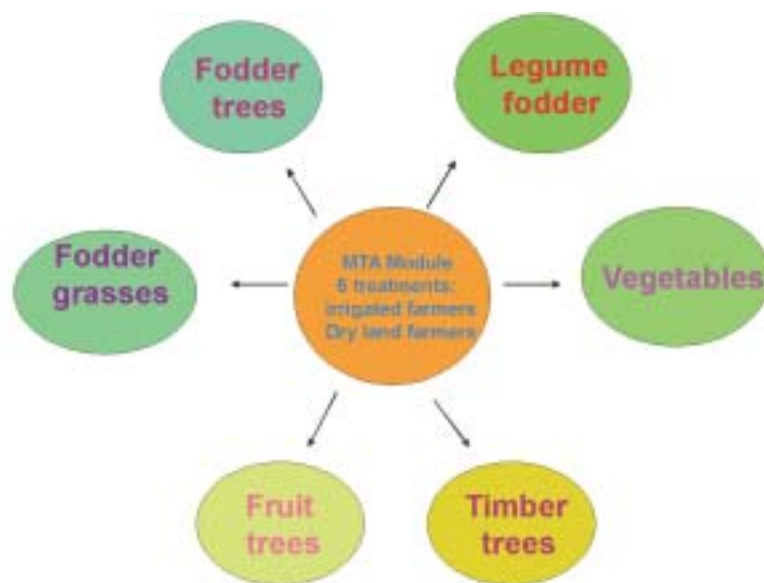 Fodder
trees
Legume
fodder
Fodder
grasses
MTA Module
6 treatments:
irrigated farmers
Dry land farmers
Vegetables
Fruit
trees
Timber
trees